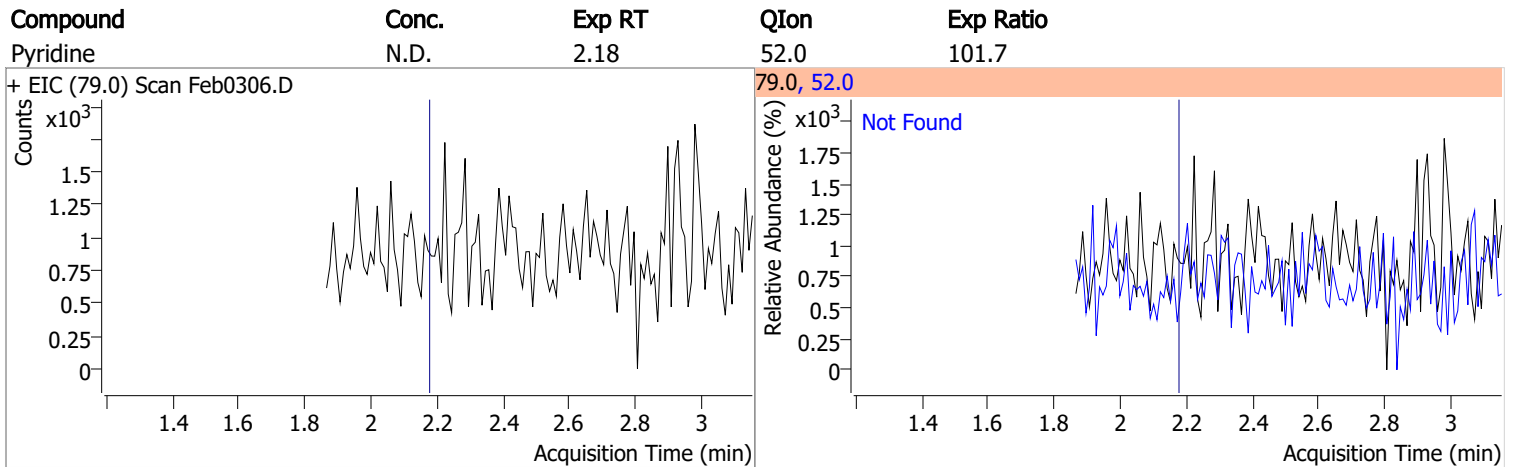 Compound Conc. Exp RT QIon Exp Ratio
Pyridine N.D. 2.18 52.0 101.7
+ EIC (79.0) Scan Feb0306.D
Counts
x10³
1.5
1.25
1
0.75
0.5
0.25
0
1.4 1.6 1.8 2 2.2 2.4 2.6 2.8 3
Acquisition Time (min)
79.0, 52.0
Relative Abundance (%)
x10³
Not Found
1.75
1.5
1.25
1
0.75
0.5
0.25
0
1.4 1.6 1.8 2 2.2 2.4 2.6 2.8 3
Acquisition Time (min)